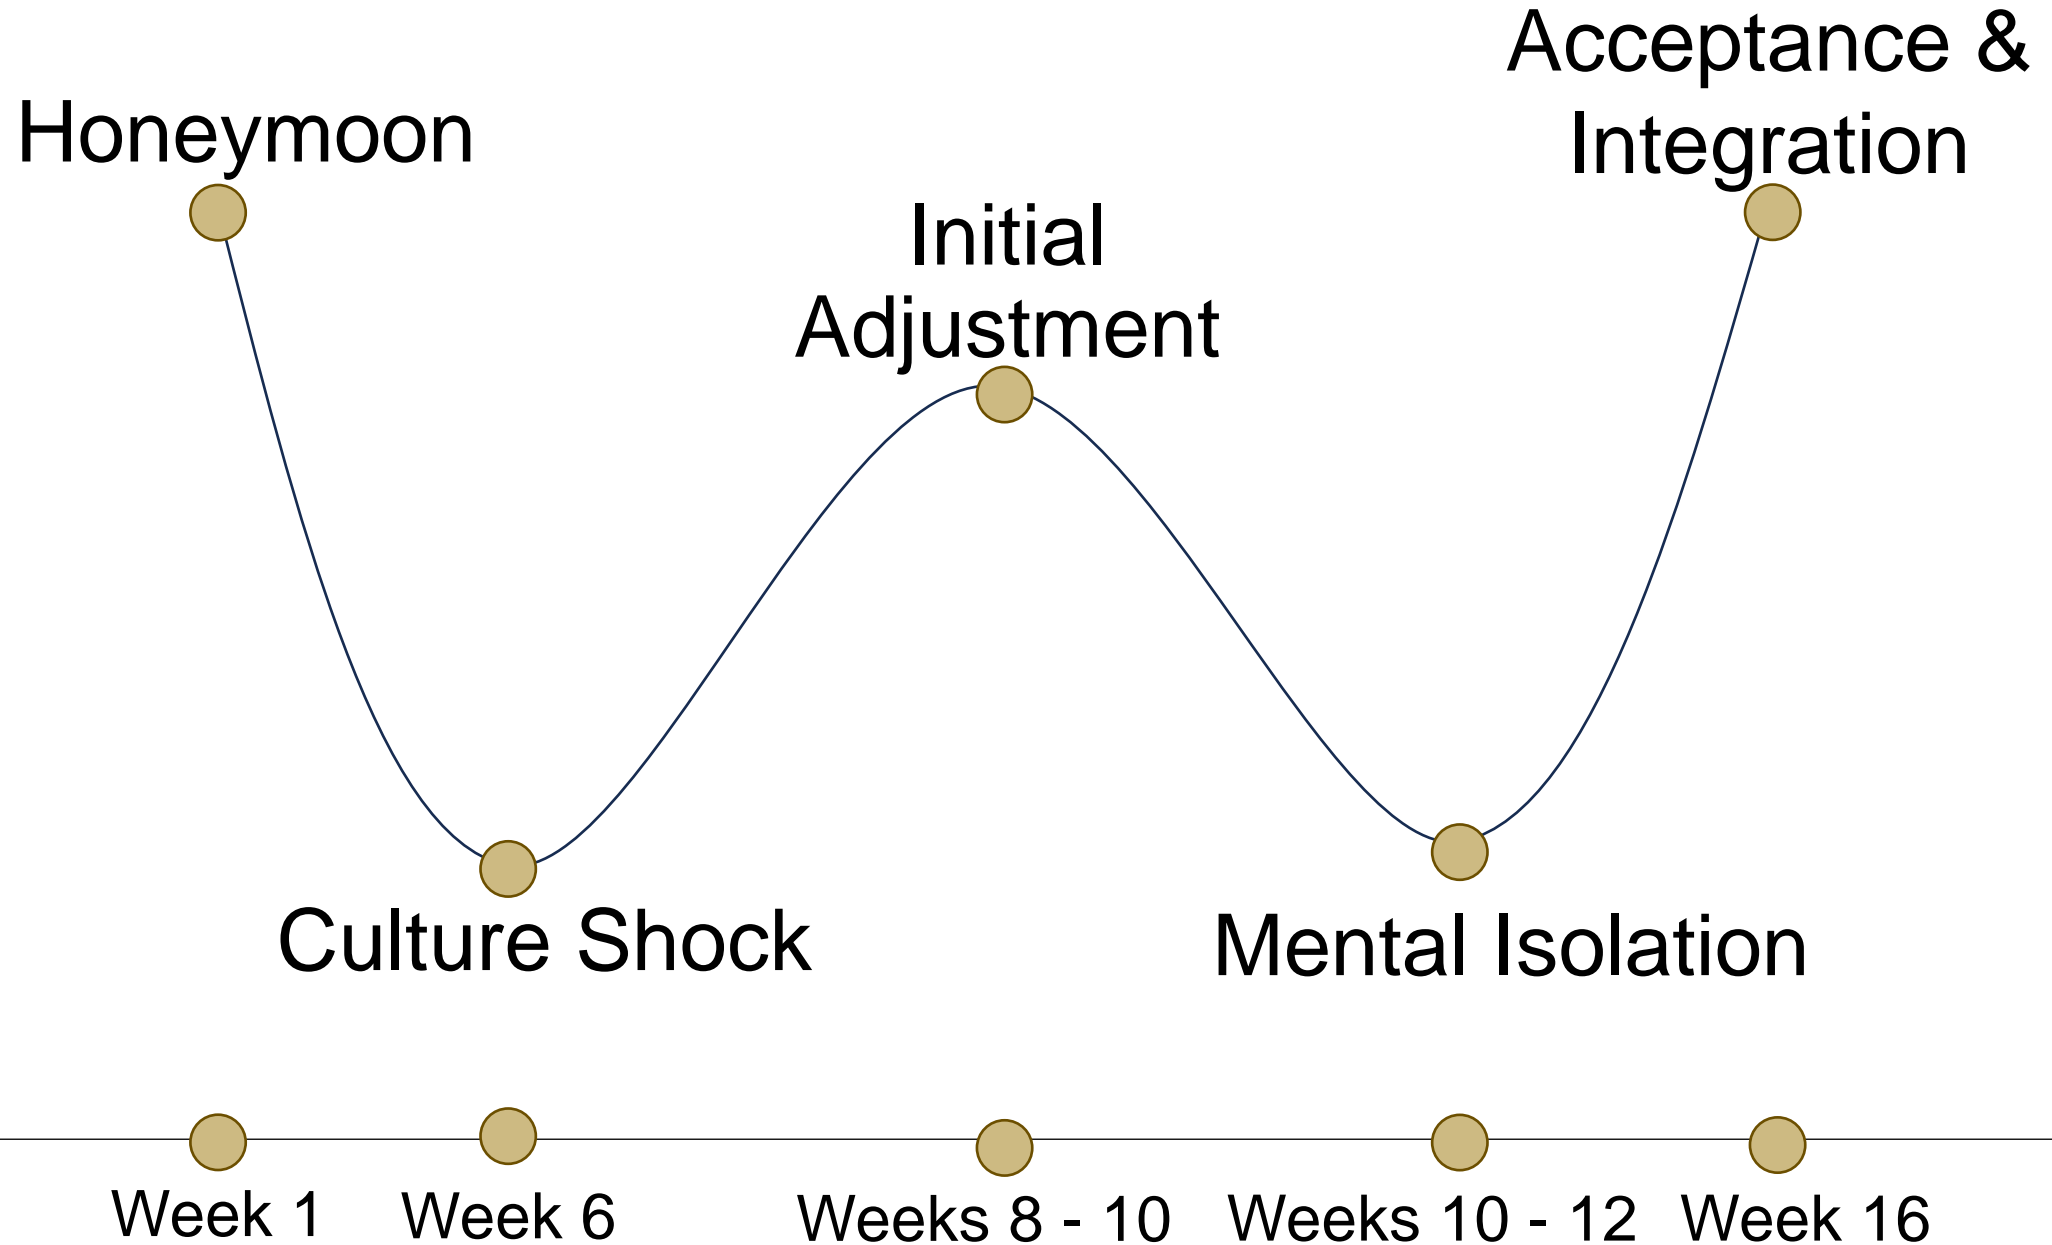 Honeymoon
Culture Shock
Initial
Adjustment
Mental Isolation
Acceptance &
Integration
Week 1
Week 6
Weeks 8 - 10
Weeks 10 - 12
Week 16